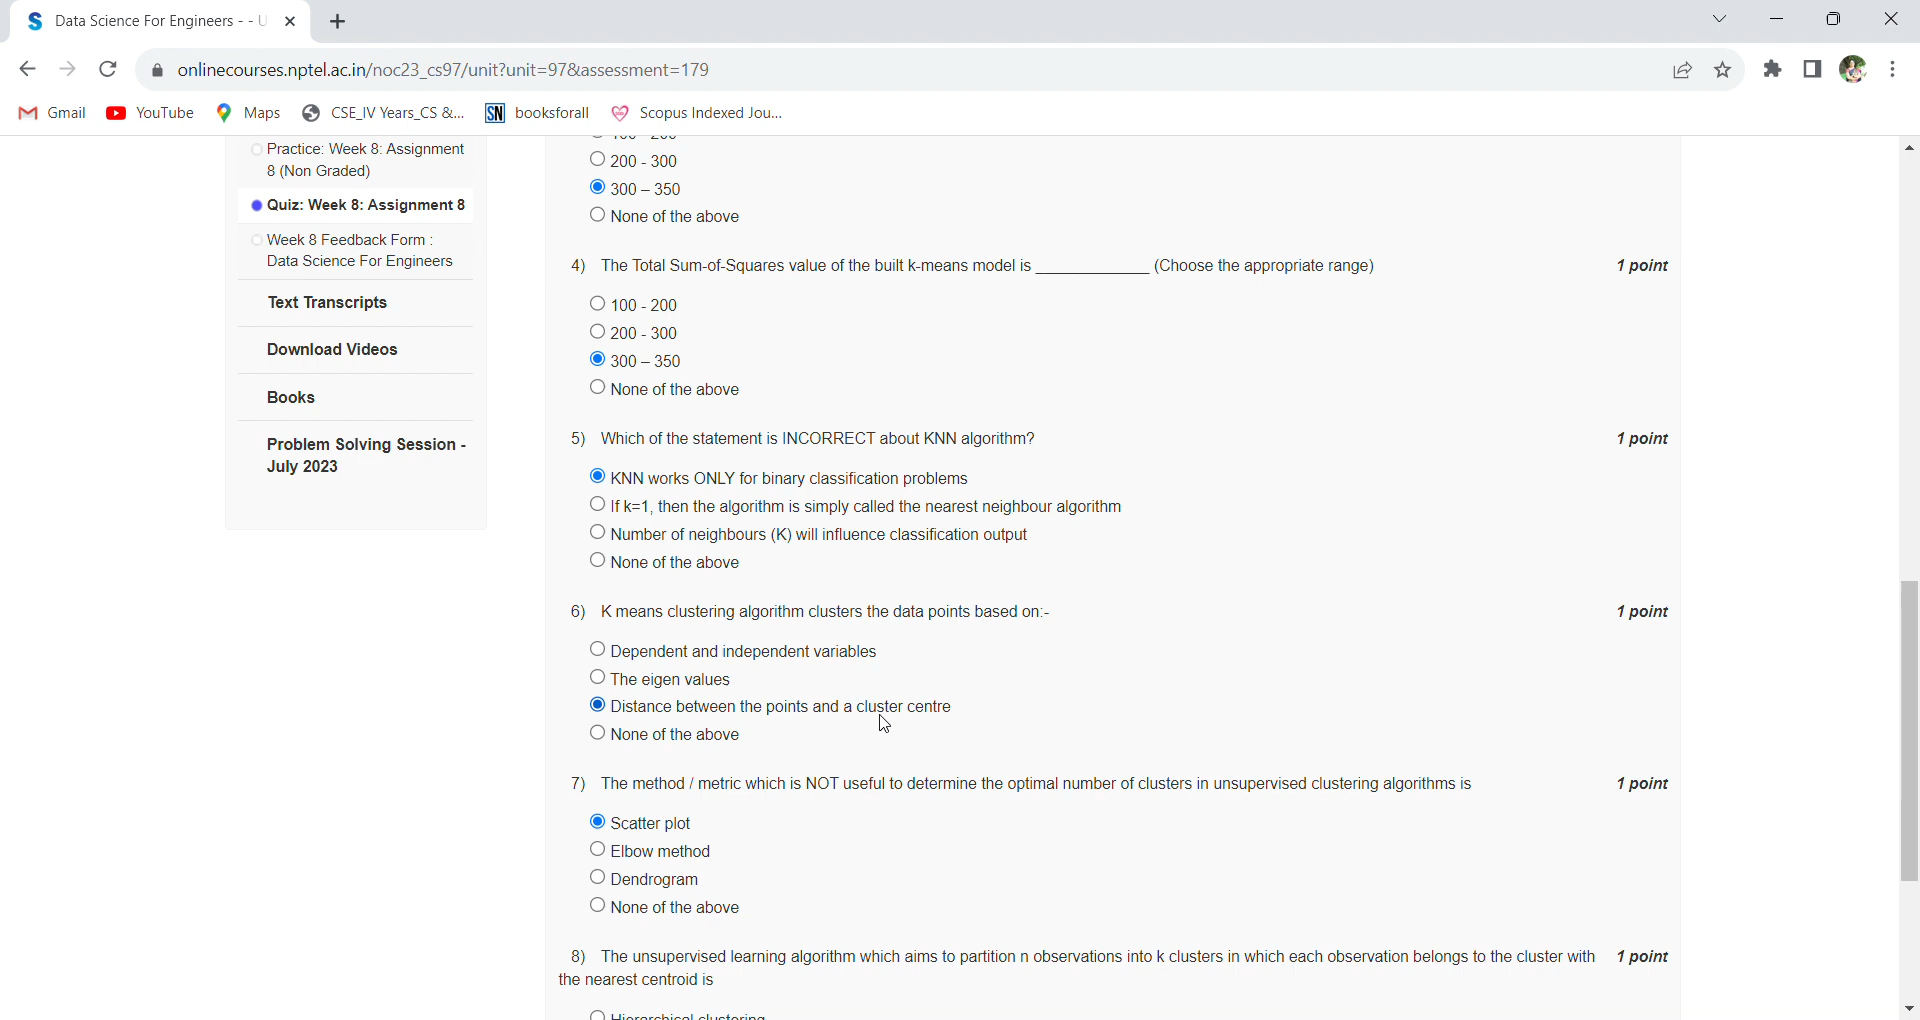 Data Science For Engineers - - U
onlinecourses.nptel.ac.in/noc23_cs97/unit?unit=97&assessment=179
Gmail YouTube Maps CSE_IV Years_CS &... SN booksforall Scopus Indexed Jou...
Practice: Week 8: Assignment
8 (Non Graded)
Quiz: Week 8: Assignment 8
Week 8 Feedback Form :
Data Science For Engineers
Text Transcripts
Download Videos
Books
Problem Solving Session -
July 2023
200 - 300
300 – 350
None of the above
4) The Total Sum-of-Squares value of the built k-means model is _____________ (Choose the appropriate range) 1 point
100 - 200
200 - 300
300 – 350
None of the above
5) Which of the statement is INCORRECT about KNN algorithm? 1 point
KNN works ONLY for binary classification problems
If k=1, then the algorithm is simply called the nearest neighbour algorithm
Number of neighbours (K) will influence classification output
None of the above
6) K means clustering algorithm clusters the data points based on:- 1 point
Dependent and independent variables
The eigen values
Distance between the points and a cluster centre
None of the above
7) The method / metric which is NOT useful to determine the optimal number of clusters in unsupervised clustering algorithms is 1 point
Scatter plot
Elbow method
Dendrogram
None of the above
8) The unsupervised learning algorithm which aims to partition n observations into k clusters in which each observation belongs to the cluster with 1 point
the nearest centroid is
Hierarchical clustering